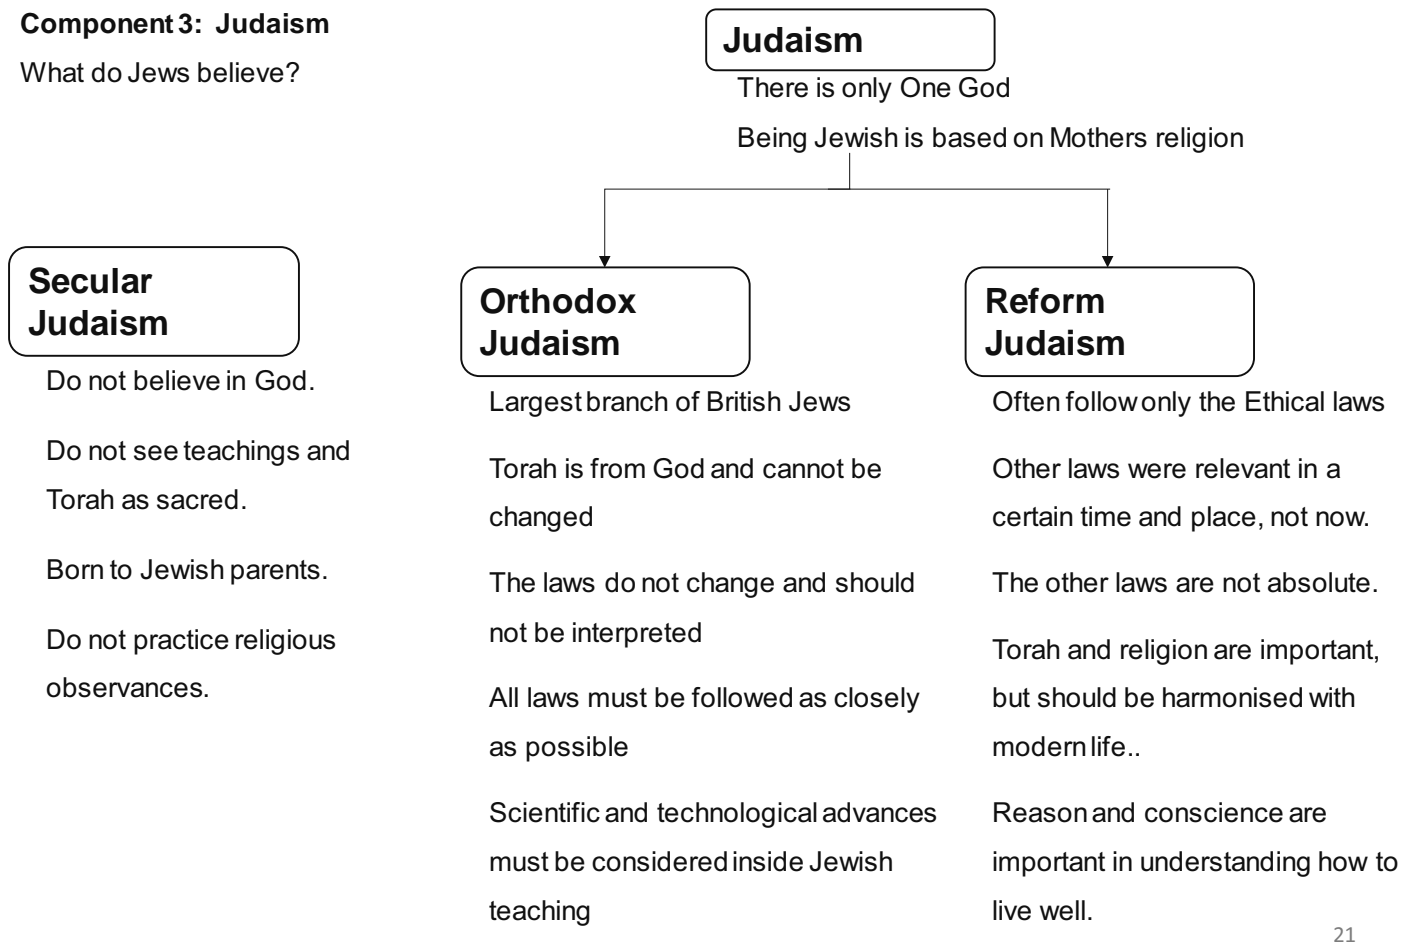 Component 3: Judaism
What do Jews believe?
Judaism
There is only One God
Being Jewish is based on Mothers religion
Secular
Judaism
Do not believe in God.
Do not see teachings and
Torah as sacred.
Born to Jewish parents.
Do not practice religious
observances.
Orthodox
Judaism
Largest branch of British Jews
Torah is from God and cannot be
changed
The laws do not change and should
not be interpreted
All laws must be followed as closely
as possible
Scientific and technological advances
must be considered inside Jewish
teaching
Reform
Judaism
Often follow only the Ethical laws
Other laws were relevant in a
certain time and place, not now.
The other laws are not absolute.
Torah and religion are important,
but should be harmonised with
modern life..
Reason and conscience are
important in understanding how to
live well.
21